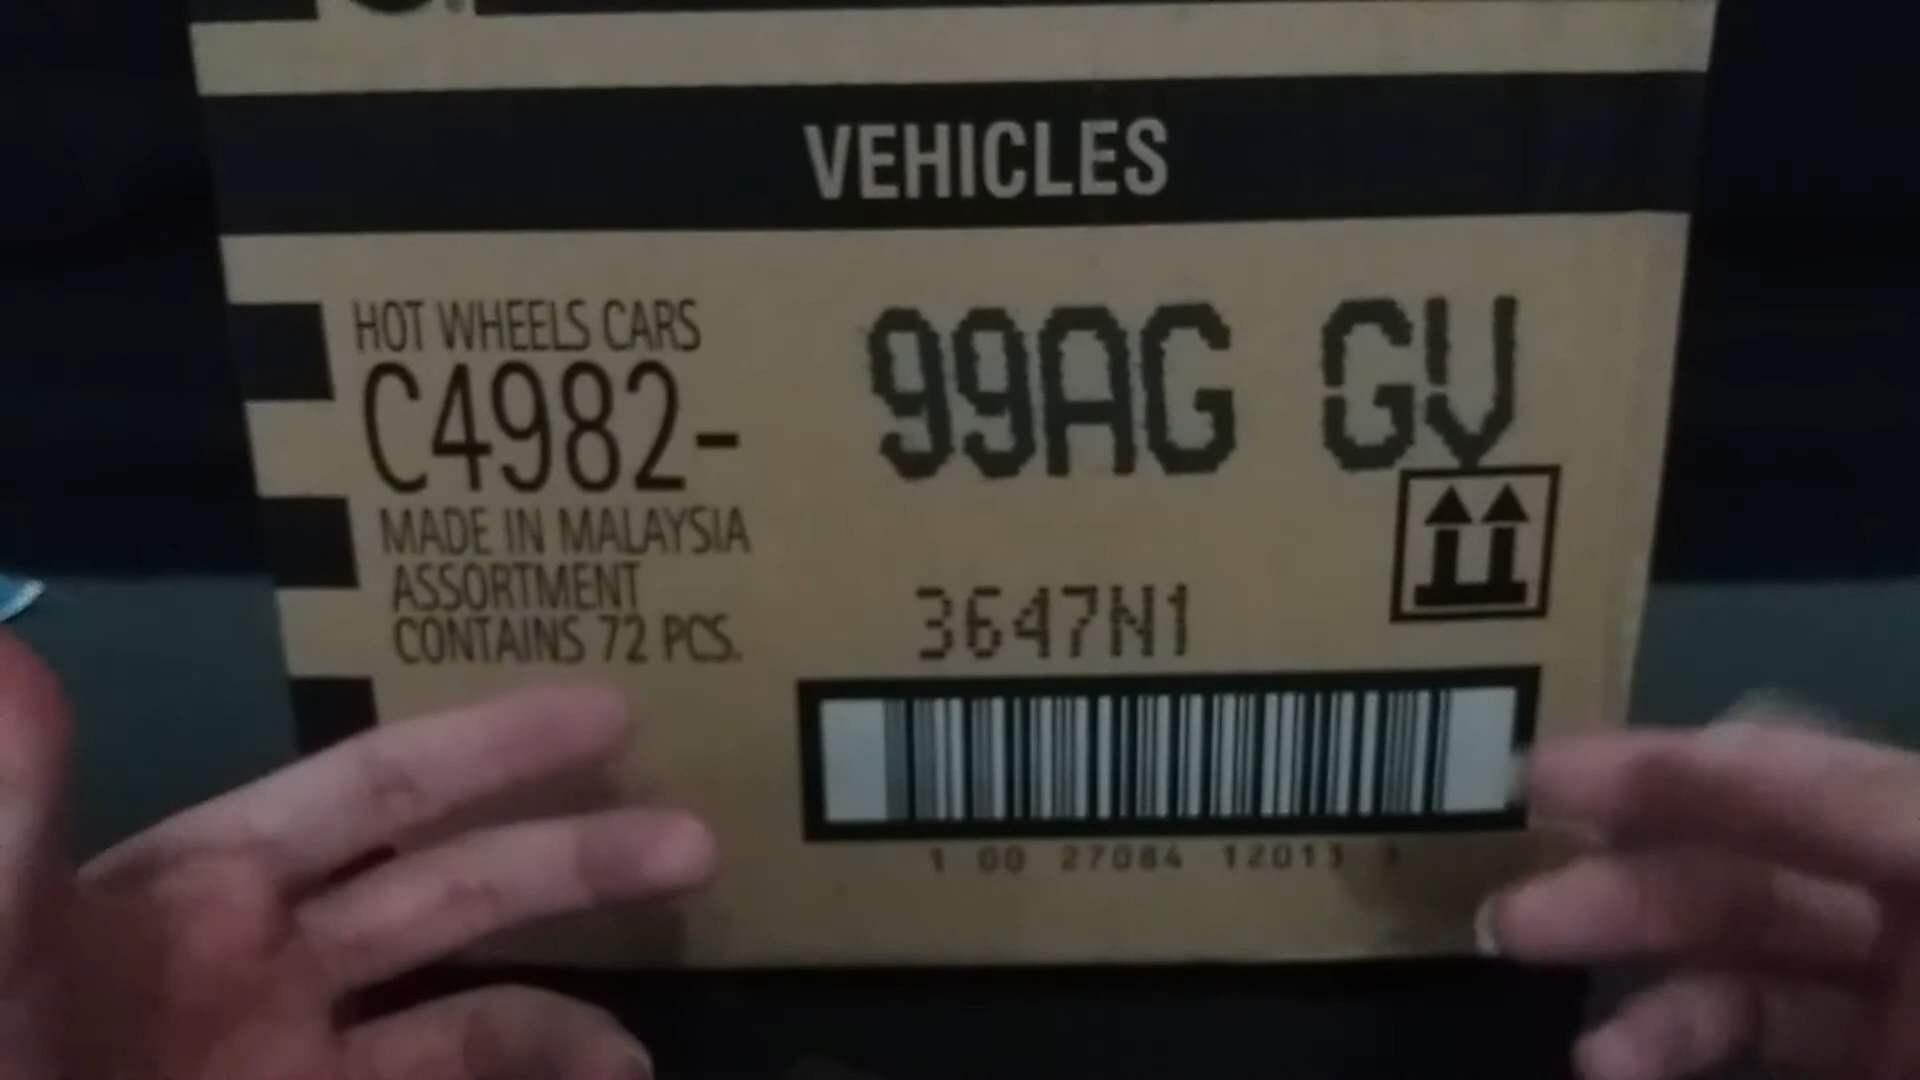 VEHICLES
HOT WHEELS CARS
C4982-
99AG GV
MADE IN MALAYSIA
ASSORTMENT
CONTAINS 72 PCS.
3647N1
1 00 27084 12013